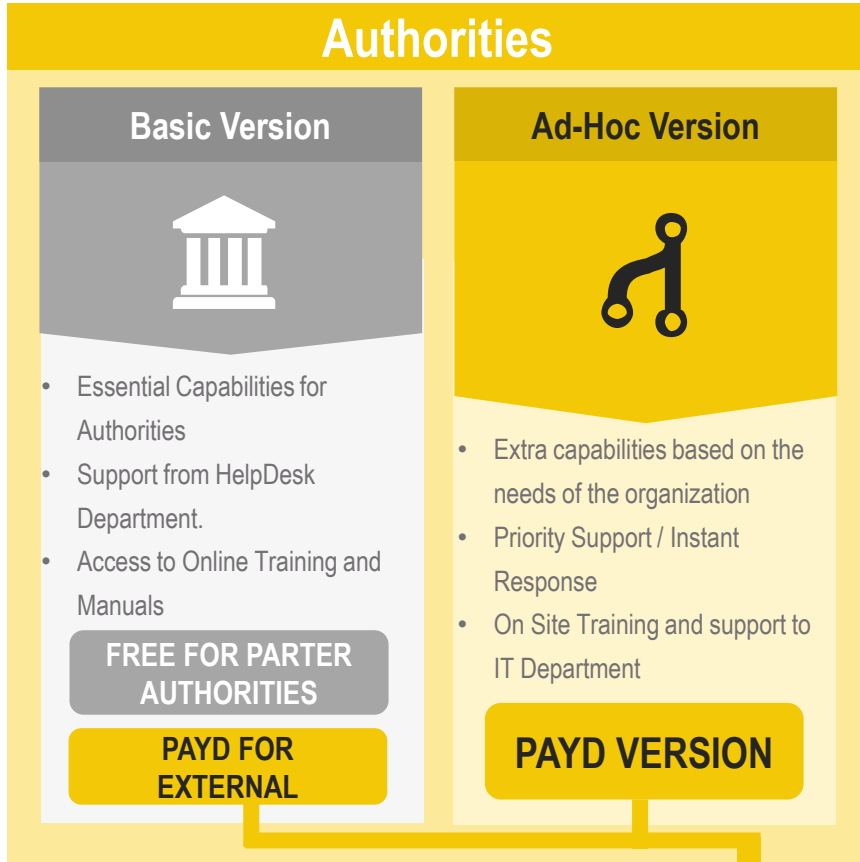 Authorities
Basic Version
• Essential Capabilities for
Authorities
• Support from HelpDesk
Department.
• Access to Online Training and
Manuals
FREE FOR PARTER
AUTHORITIES
PAYD FOR
EXTERNAL
Ad-Hoc Version
• Extra capabilities based on the
needs of the organization
• Priority Support / Instant
Response
• On Site Training and support to
IT Department
PAYD VERSION